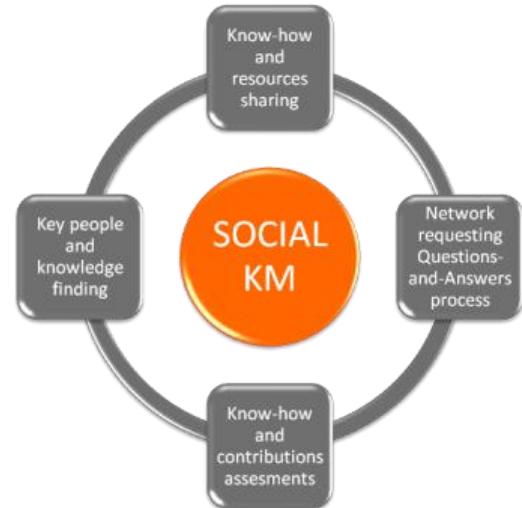 Know-how
and
resources
sharing
Key people
and
knowledge
finding
SOCIAL
KM
Network
requesting
Questions-
and-Answers
process
Know-how
and
contributions
assesments